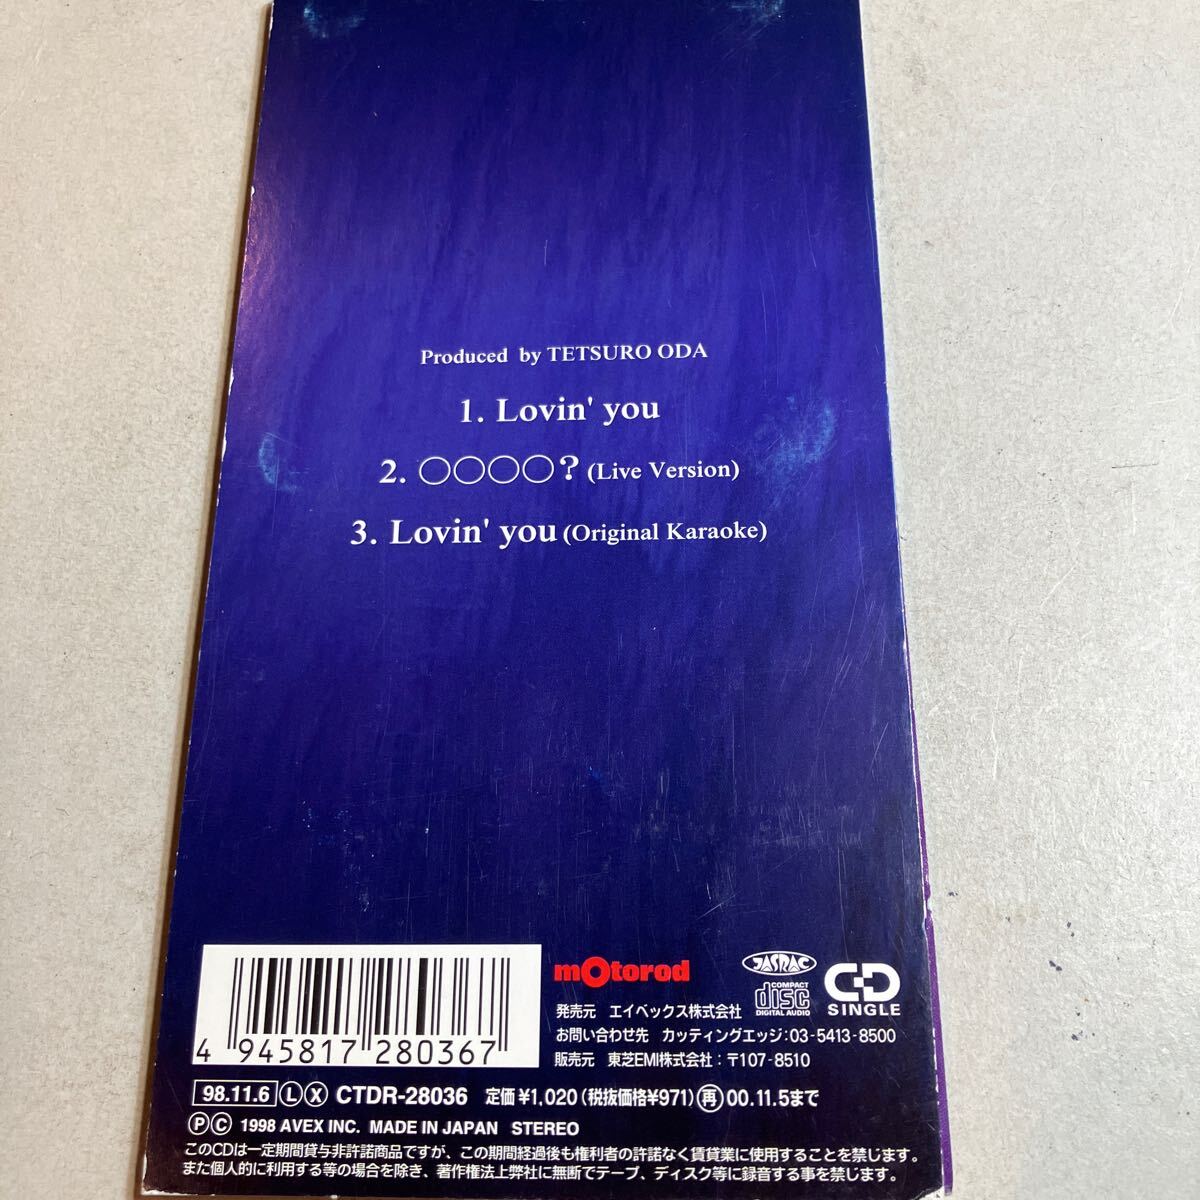 Produced by TETSURO ODA
1. Lovin' you
2. ○○○○? (Live Version)
3. Lovin' you (Original Karaoke)
4 945817 280367
motorod
JASRAC
COMPACT disc DIGITAL AUDIO
CD SINGLE
発売元 エイベックス株式会社
お問い合わせ先 カッティングエッジ:03-5413-8500
販売元 東芝EMI株式会社:〒107-8510
98.11.6 Ⓛ Ⓧ CTDR-28036 定価¥1,020(税抜価格¥971) 再 00.11.5まで
Ⓟ Ⓒ 1998 AVEX INC. MADE IN JAPAN STEREO
このCDは一定期間貸与非許諾商品ですが、この期間経過後も権利者の許諾なく賃貸業に使用することを禁じます。
また個人的に利用する等の場合を除き、著作権法上弊社に無断でテープ、ディスク等に録音する事を禁じます。